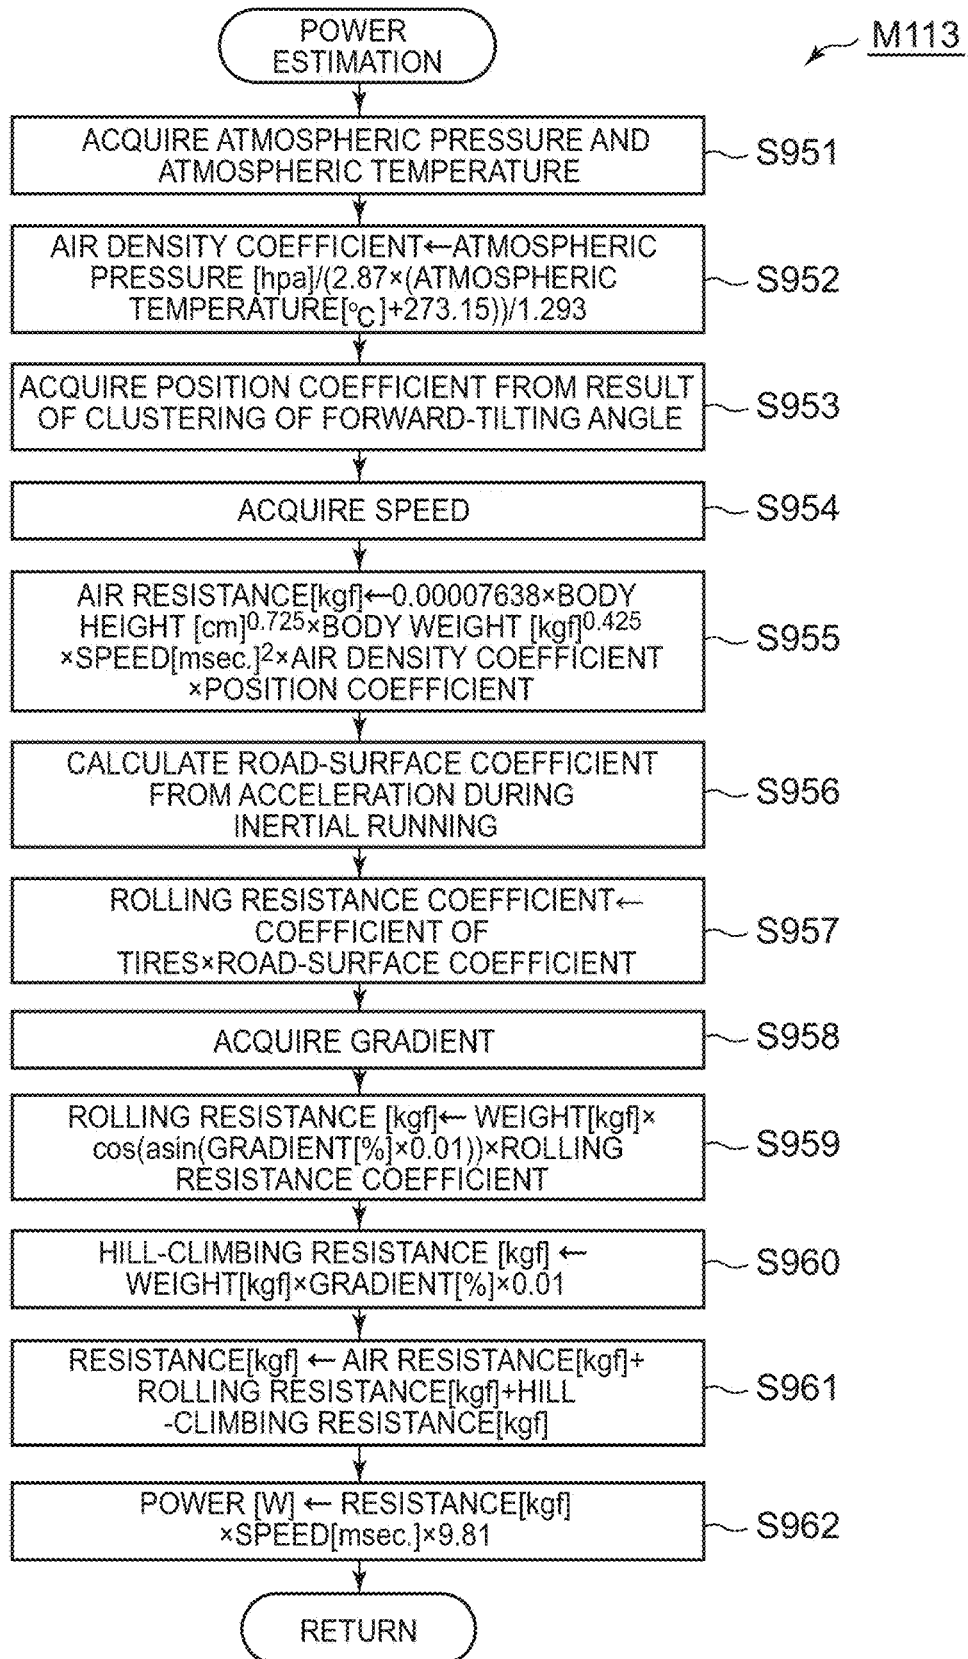 POWER
ESTIMATION
M113
ACQUIRE ATMOSPHERIC PRESSURE AND
ATMOSPHERIC TEMPERATURE
S951
AIR DENSITY COEFFICIENT←ATMOSPHERIC
PRESSURE [hpa]/(2.87×(ATMOSPHERIC
TEMPERATURE[℃]+273.15))/1.293
S952
ACQUIRE POSITION COEFFICIENT FROM RESULT
OF CLUSTERING OF FORWARD-TILTING ANGLE
S953
ACQUIRE SPEED
S954
AIR RESISTANCE[kgf]←0.00007638×BODY
HEIGHT [cm]^0.725×BODY WEIGHT [kgf]^0.425
×SPEED[msec.]^2×AIR DENSITY COEFFICIENT
×POSITION COEFFICIENT
S955
CALCULATE ROAD-SURFACE COEFFICIENT
FROM ACCELERATION DURING
INERTIAL RUNNING
S956
ROLLING RESISTANCE COEFFICIENT←
COEFFICIENT OF
TIRES×ROAD-SURFACE COEFFICIENT
S957
ACQUIRE GRADIENT
S958
ROLLING RESISTANCE [kgf]← WEIGHT[kgf]×
cos(asin(GRADIENT[%]×0.01))×ROLLING
RESISTANCE COEFFICIENT
S959
HILL-CLIMBING RESISTANCE [kgf] ←
WEIGHT[kgf]×GRADIENT[%]×0.01
S960
RESISTANCE[kgf] ← AIR RESISTANCE[kgf]+
ROLLING RESISTANCE[kgf]+HILL
-CLIMBING RESISTANCE[kgf]
S961
POWER [W] ← RESISTANCE[kgf]
×SPEED[msec.]×9.81
S962
RETURN